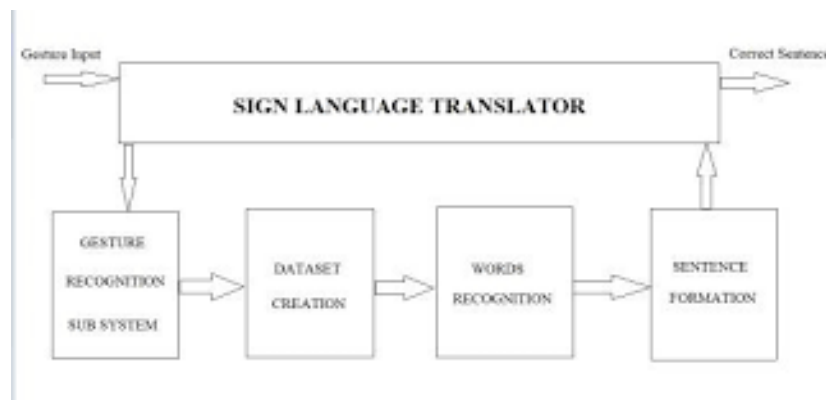 Gesture Input
Correct Sentence
SIGN LANGUAGE TRANSLATOR
GESTURE
RECOGNITION
SUB SYSTEM
DATASET
CREATION
WORDS
RECOGNITION
SENTENCE
FORMATION